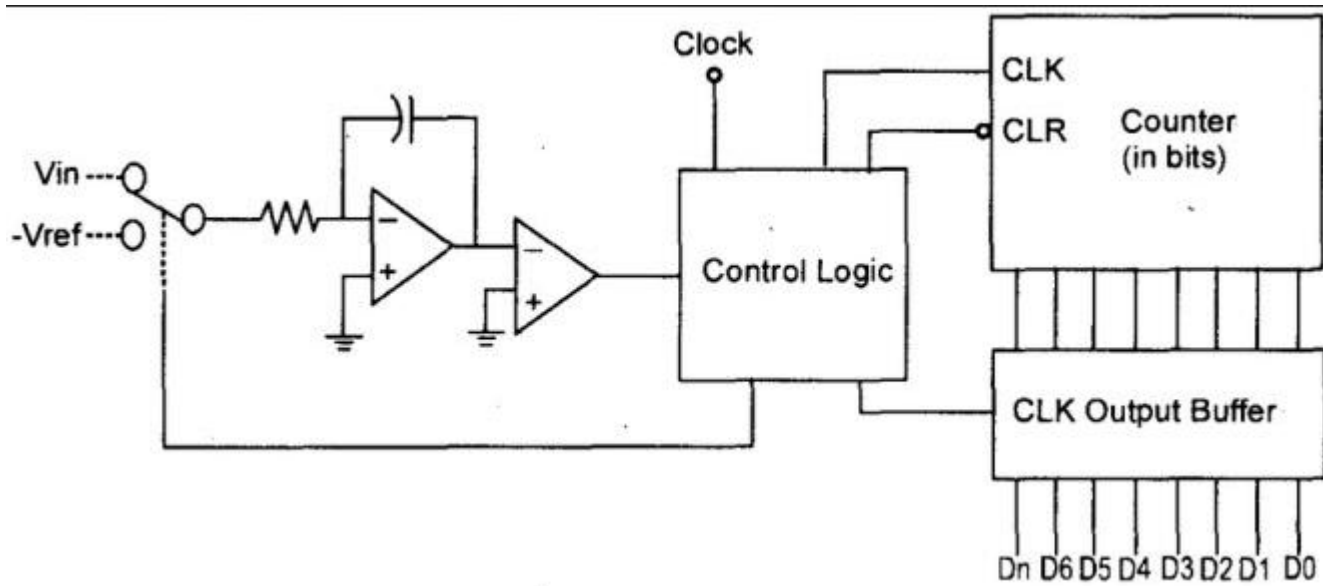 Clock
CLK
CLR
Counter
(in bits)
Vin
-Vref
−
+
−
+
Control Logic
CLK Output Buffer
Dn D6 D5 D4 D3 D2 D1 D0